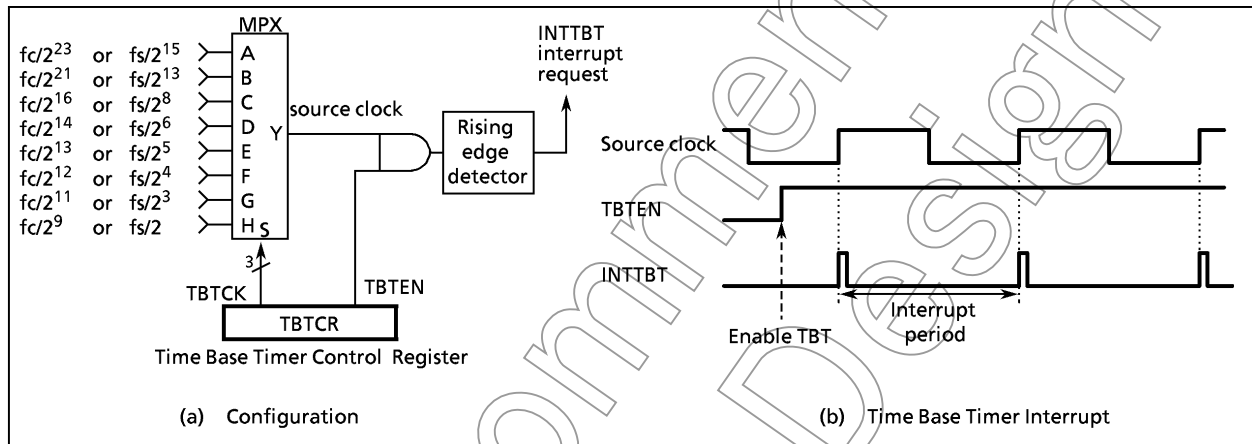 MPX
fc/2^23 or fs/2^15 A
fc/2^21 or fs/2^13 B
fc/2^16 or fs/2^8 C
fc/2^14 or fs/2^6 D
fc/2^13 or fs/2^5 E
fc/2^12 or fs/2^4 F
fc/2^11 or fs/2^3 G
fc/2^9 or fs/2 H
S
Y
source clock
Rising
edge
detector
INTTBT
interrupt
request
3
TBTCK
TBTEN
TBTCR
Time Base Timer Control Register
(a) Configuration
Source clock
TBTEN
INTTBT
Enable TBT
Interrupt
period
(b) Time Base Timer Interrupt
ommen
Design